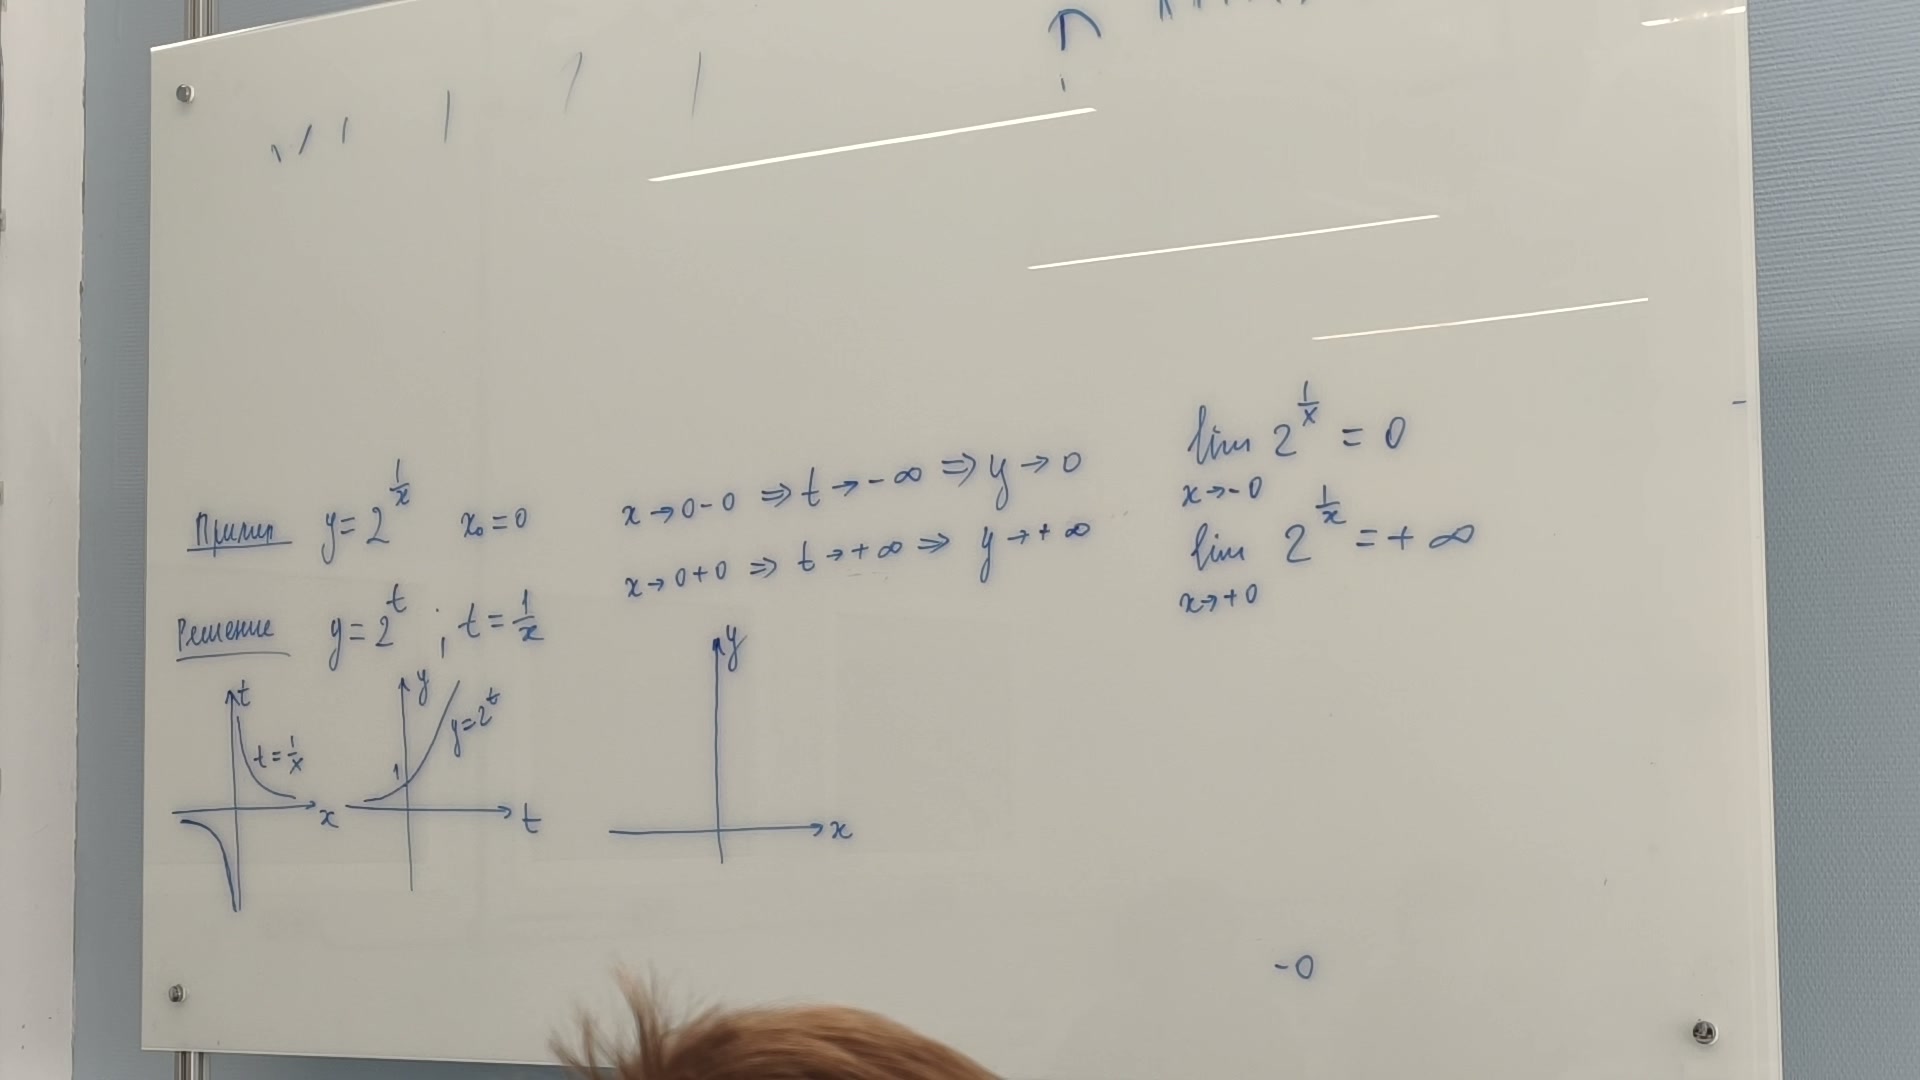 Пример y = 2^{1/x} x₀ = 0
Решение y = 2^t ; t = 1/x
t
t = 1/x
x
y
y = 2^t
1
t
x → 0 - 0 ⇒ t → - ∞ ⇒ y → 0
x → 0 + 0 ⇒ t → + ∞ ⇒ y → + ∞
y
x
lim 2^{1/x} = 0
x → - 0
lim 2^{1/x} = + ∞
x → + 0
- 0